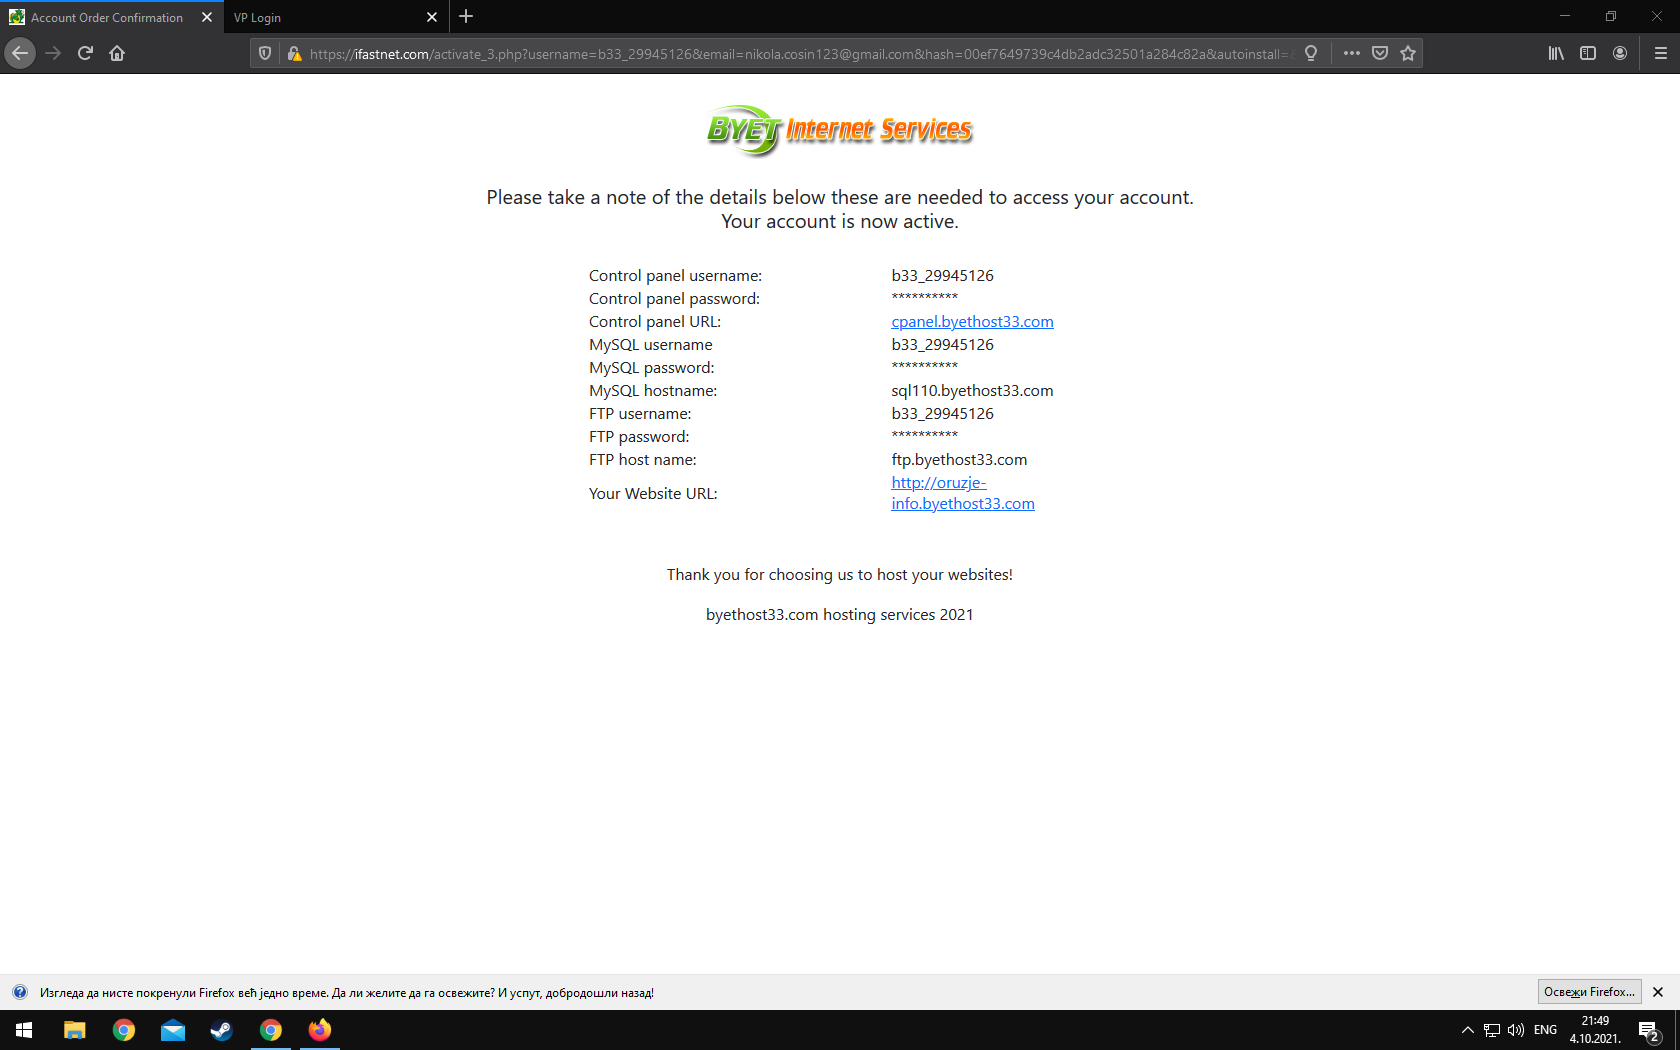 Account Order Confirmation
VP Login
https://ifastnet.com/activate_3.php?username=b33_29945126&email=nikola.cosin123@gmail.com&hash=00ef7649739c4db2adc32501a284c82a&autoinstall=
BYET Internet Services
Please take a note of the details below these are needed to access your account.
Your account is now active.
Control panel username: b33_29945126
Control panel password: **********
Control panel URL: cpanel.byethost33.com
MySQL username b33_29945126
MySQL password: **********
MySQL hostname: sql110.byethost33.com
FTP username: b33_29945126
FTP password: **********
FTP host name: ftp.byethost33.com
Your Website URL: http://oruzje-
info.byethost33.com
Thank you for choosing us to host your websites!
byethost33.com hosting services 2021
Изгледа да нисте покренули Firefox већ једно време. Да ли желите да га освежите? И успут, добродошли назад!
Освежи Firefox...
ENG
21:49
4.10.2021.
2